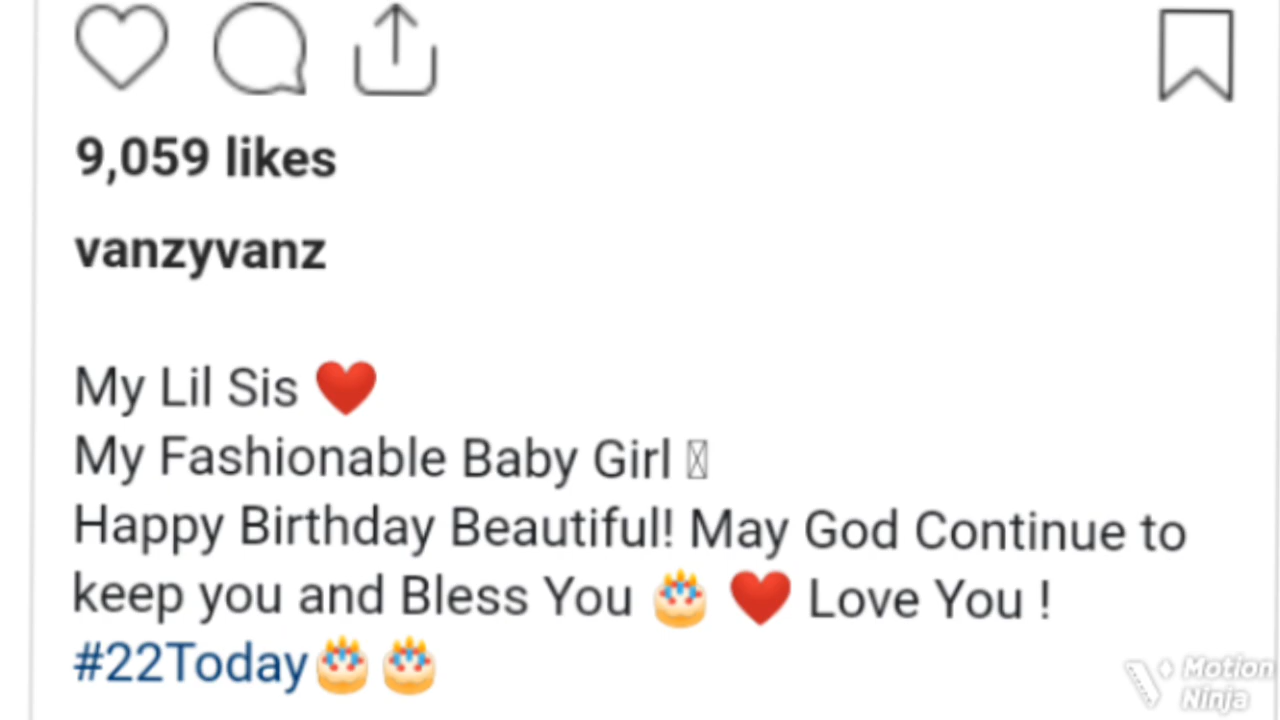 9,059 likes
vanzyvanz
My Lil Sis ❤️
My Fashionable Baby Girl
Happy Birthday Beautiful! May God Continue to
keep you and Bless You 🎂 ❤️ Love You !
#22Today🎂🎂
Motion
Ninja